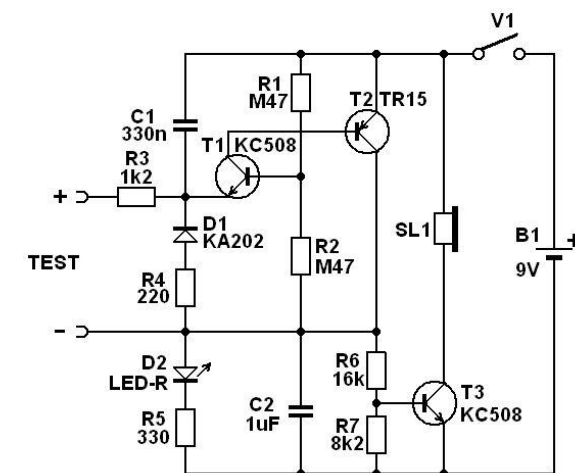 V1
R1
M47
T2 TR15
C1
330n
T1 KC508
R3
1k2
+
D1
KA202
R2
M47
SL1
B1 +
9V
TEST
R4
220
-
D2
LED-R
R6
16k
C2
1uF
T3
KC508
R5
330
R7
8k2